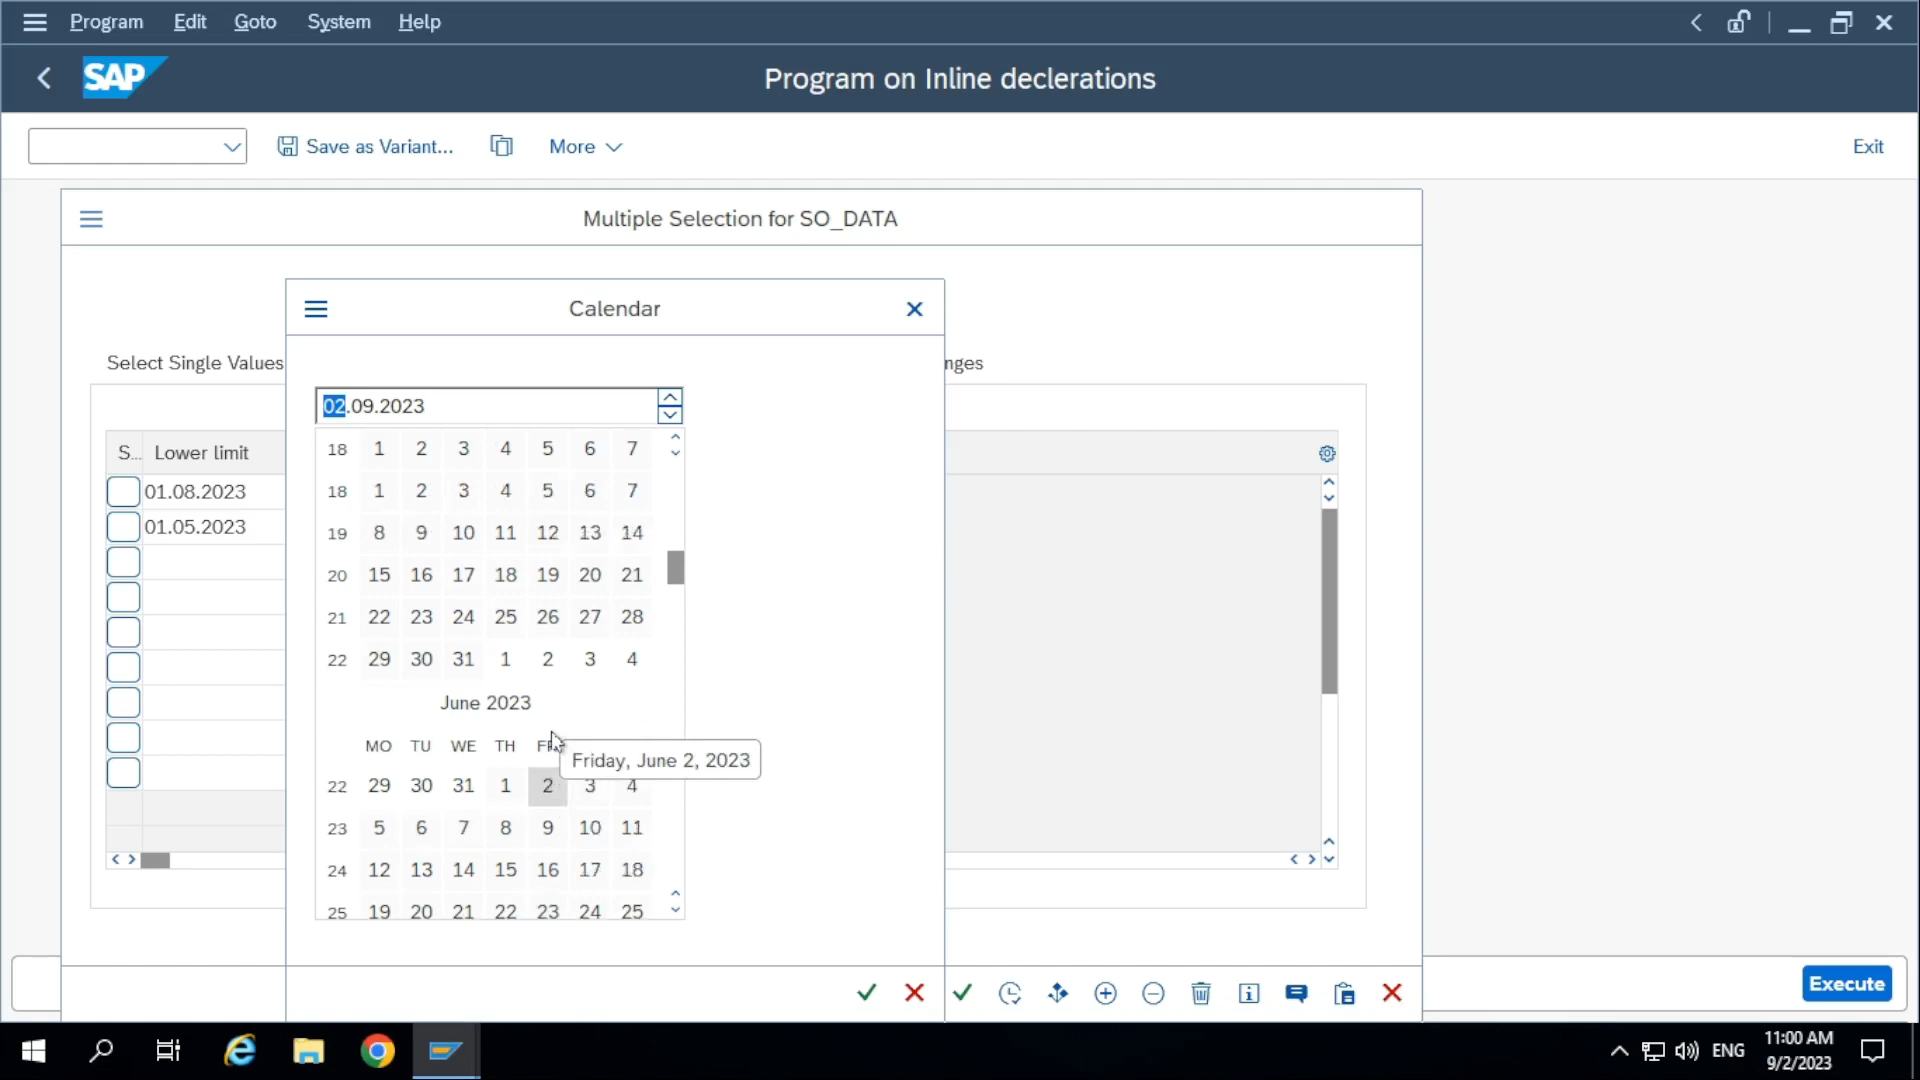 Program Edit Goto System Help
SAP Program on Inline declerations
Save as Variant... More Exit
Multiple Selection for SO_DATA
Calendar
Select Single Values nges
02.09.2023
S... Lower limit
01.08.2023
01.05.2023
18 1 2 3 4 5 6 7
18 1 2 3 4 5 6 7
19 8 9 10 11 12 13 14
20 15 16 17 18 19 20 21
21 22 23 24 25 26 27 28
22 29 30 31 1 2 3 4
June 2023
MO TU WE TH FR
Friday, June 2, 2023
22 29 30 31 1 2 3 4
23 5 6 7 8 9 10 11
24 12 13 14 15 16 17 18
25 19 20 21 22 23 24 25
Execute
ENG
11:00 AM
9/2/2023